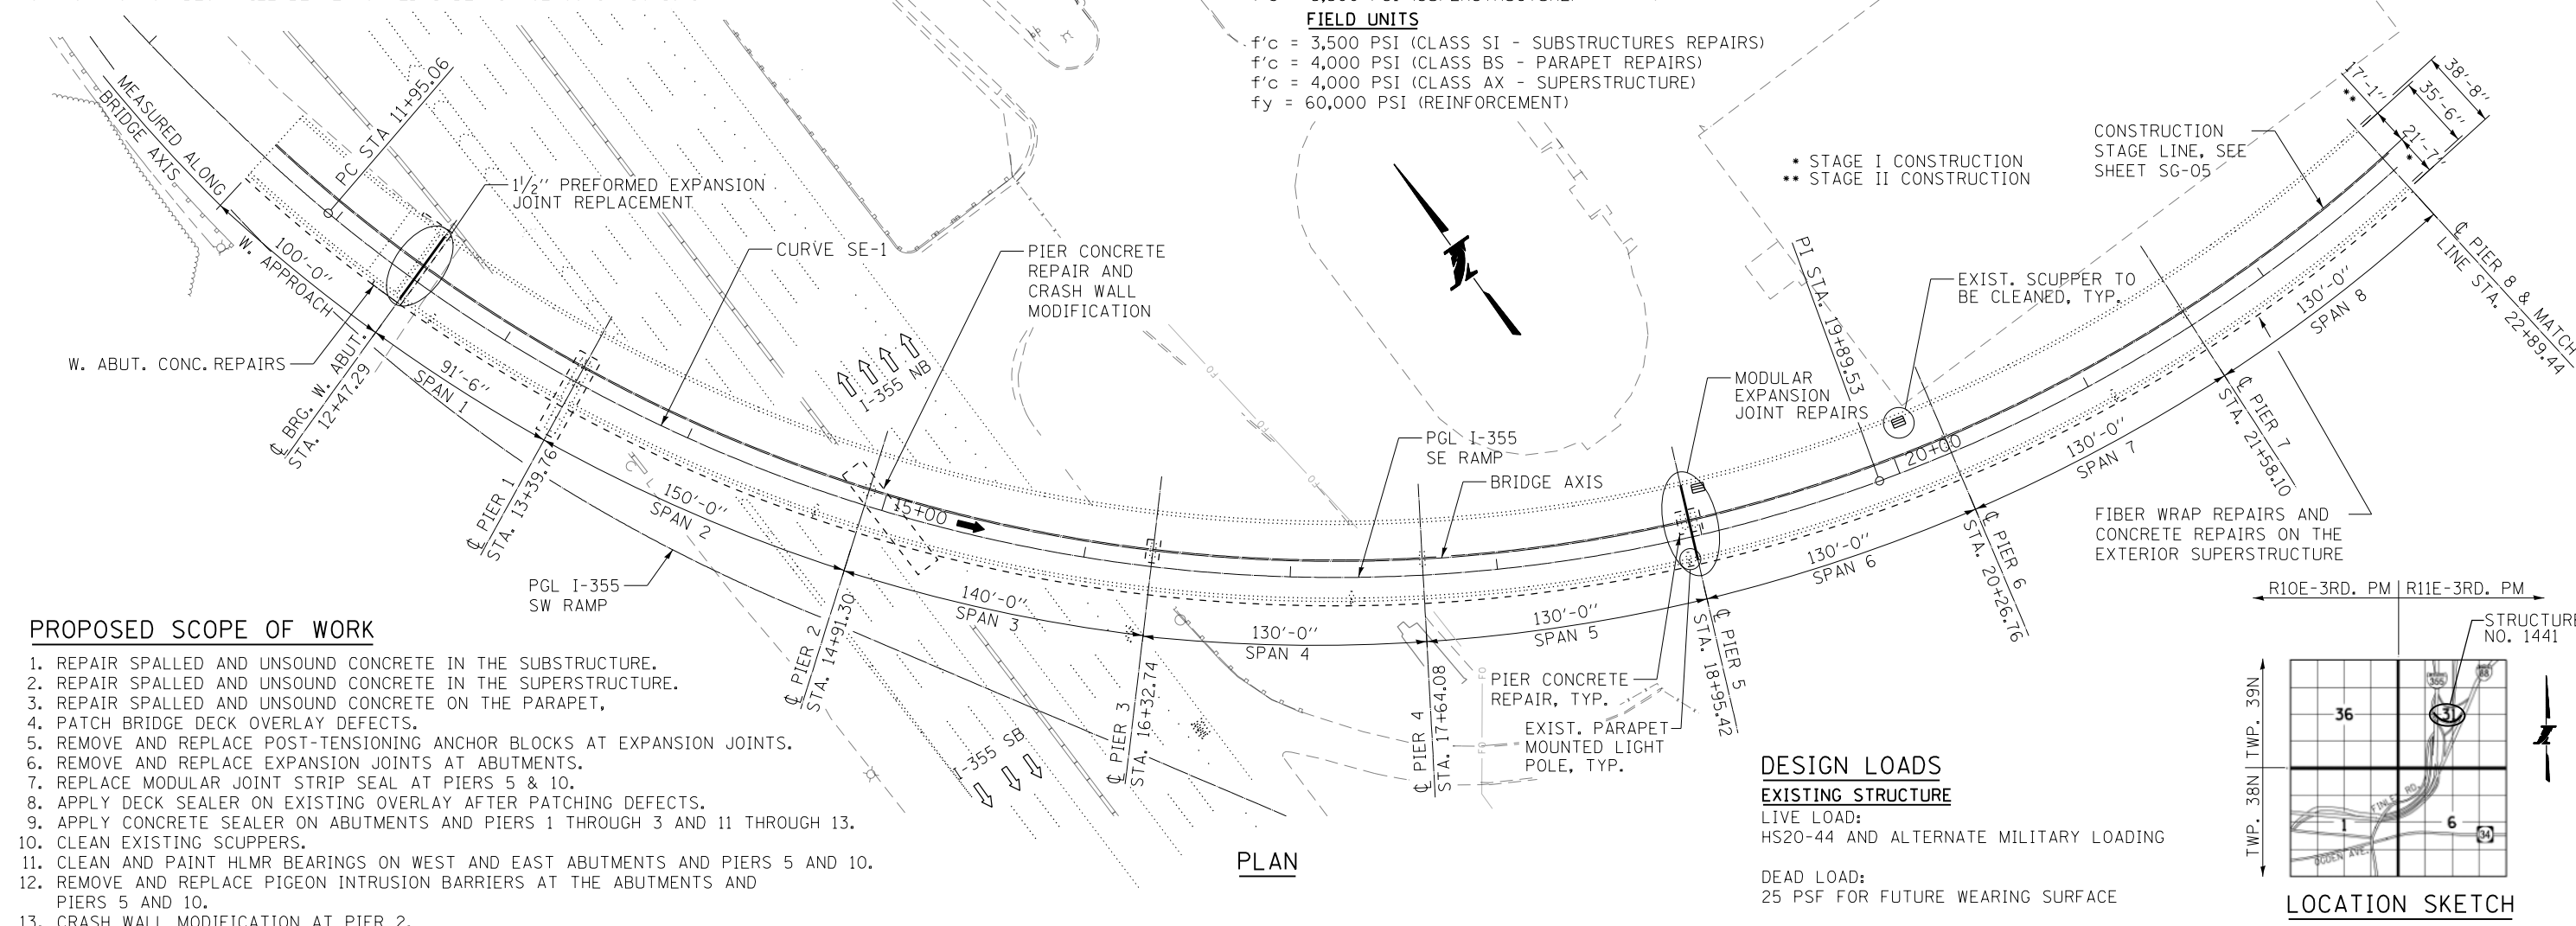 FIELD UNITS
f'c = 3,500 PSI (CLASS SI - SUBSTRUCTURES REPAIRS)
f'c = 4,000 PSI (CLASS BS - PARAPET REPAIRS)
f'c = 4,000 PSI (CLASS AX - SUPERSTRUCTURE)
fy = 60,000 PSI (REINFORCEMENT)
MEASURED ALONG
BRIDGE AXIS
PC STA 11+95.06
1½" PREFORMED EXPANSION
JOINT REPLACEMENT
CURVE SE-1
PIER CONCRETE
REPAIR AND
CRASH WALL
MODIFICATION
* STAGE I CONSTRUCTION
** STAGE II CONSTRUCTION
CONSTRUCTION
STAGE LINE, SEE
SHEET SG-05
17'-1"
**
38'-8"
35'-6"
21'-7"
*
100'-0"
W. APPROACH
W. ABUT. CONC. REPAIRS
℄ BRG. W. ABUT.
STA. 12+47.29
91'-6"
SPAN 1
℄ PIER 1
STA. 13+39.76
150'-0"
SPAN 2
PGL I-355
SW RAMP
I-355 NB
15+00
℄ PIER 2
STA. 14+91.30
140'-0"
SPAN 3
℄ PIER 3
STA. 16+32.74
I-355 SB
130'-0"
SPAN 4
FO
FO
FO
FO
FO
PGL I-355
SE RAMP
BRIDGE AXIS
℄ PIER 4
STA. 17+64.08
130'-0"
SPAN 5
MODULAR
EXPANSION
JOINT REPAIRS
PI STA. 19+89.53
EXIST. SCUPPER TO
BE CLEANED, TYP.
20+00
℄ PIER 5
STA. 18+95.42
PIER CONCRETE
REPAIR, TYP.
EXIST. PARAPET
MOUNTED LIGHT
POLE, TYP.
130'-0"
SPAN 6
℄ PIER 6
STA. 20+26.76
130'-0"
SPAN 7
℄ PIER 7
STA. 21+58.10
130'-0"
SPAN 8
℄ PIER 8 & MATCH
LINE STA. 22+89.44
FIBER WRAP REPAIRS AND
CONCRETE REPAIRS ON THE
EXTERIOR SUPERSTRUCTURE
PLAN
PROPOSED SCOPE OF WORK
1. REPAIR SPALLED AND UNSOUND CONCRETE IN THE SUBSTRUCTURE.
2. REPAIR SPALLED AND UNSOUND CONCRETE IN THE SUPERSTRUCTURE.
3. REPAIR SPALLED AND UNSOUND CONCRETE ON THE PARAPET,
4. PATCH BRIDGE DECK OVERLAY DEFECTS.
5. REMOVE AND REPLACE POST-TENSIONING ANCHOR BLOCKS AT EXPANSION JOINTS.
6. REMOVE AND REPLACE EXPANSION JOINTS AT ABUTMENTS.
7. REPLACE MODULAR JOINT STRIP SEAL AT PIERS 5 & 10.
8. APPLY DECK SEALER ON EXISTING OVERLAY AFTER PATCHING DEFECTS.
9. APPLY CONCRETE SEALER ON ABUTMENTS AND PIERS 1 THROUGH 3 AND 11 THROUGH 13.
10. CLEAN EXISTING SCUPPERS.
11. CLEAN AND PAINT HLMR BEARINGS ON WEST AND EAST ABUTMENTS AND PIERS 5 AND 10.
12. REMOVE AND REPLACE PIGEON INTRUSION BARRIERS AT THE ABUTMENTS AND
PIERS 5 AND 10.
13. CRASH WALL MODIFICATION AT PIER 2.
DESIGN LOADS
EXISTING STRUCTURE
LIVE LOAD:
HS20-44 AND ALTERNATE MILITARY LOADING
DEAD LOAD:
25 PSF FOR FUTURE WEARING SURFACE
R10E-3RD. PM
R11E-3RD. PM
STRUCTURE
NO. 1441
TWP. 39N
TWP. 38N
355
88
36
31
1
6
34
FINLEY RD.
OGDEN AVE.
LOCATION SKETCH